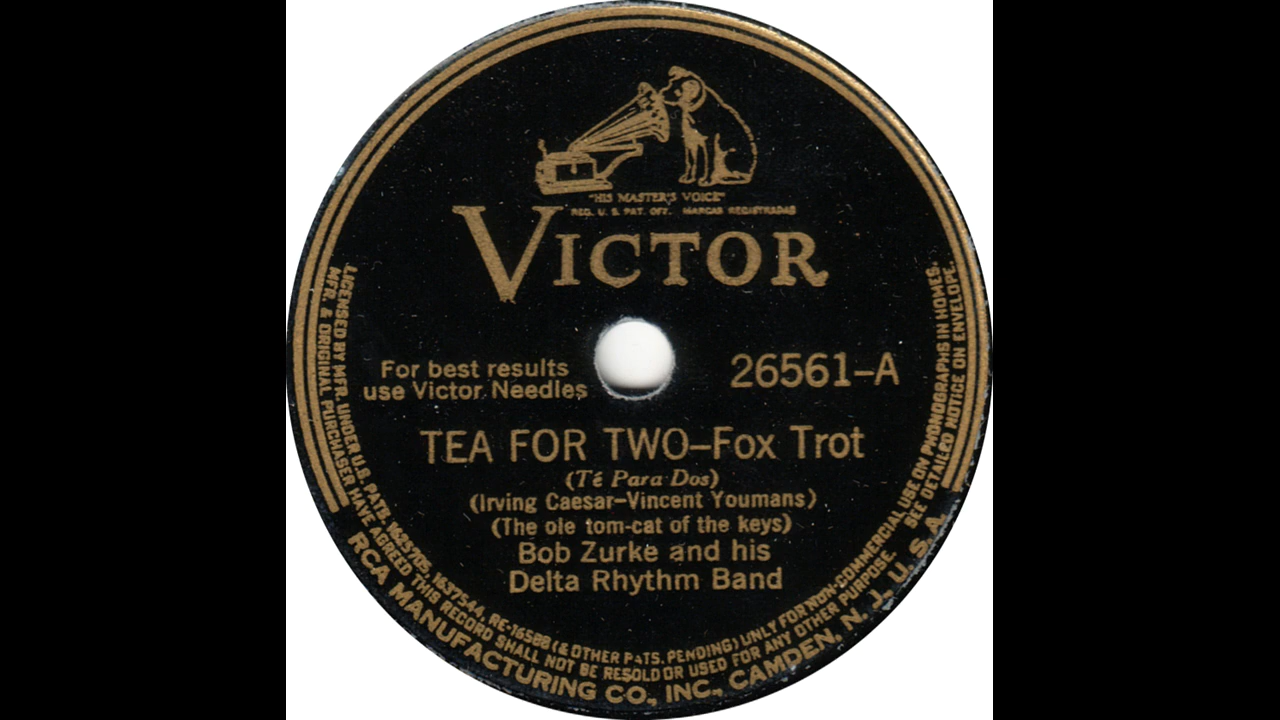 "HIS MASTER'S VOICE"
REG. U. S. PAT. OFF. MARCAS REGISTRADAS
VICTOR
For best results
use Victor Needles
26561-A
TEA FOR TWO–Fox Trot
(Té Para Dos)
(Irving Caesar–Vincent Youmans)
(The ole tom-cat of the keys)
Bob Zurke and his
Delta Rhythm Band
LICENSED BY MFR. UNDER U.S. PATS. 1625705, 1637544, RE-16588 (& OTHER PATS. PENDING) ONLY FOR NON-COMMERCIAL USE ON PHONOGRAPHS IN HOMES.
MFR. & ORIGINAL PURCHASER HAVE AGREED THIS RECORD SHALL NOT BE RESOLD OR USED FOR ANY OTHER PURPOSE. SEE DETAILED NOTICE ON ENVELOPE.
RCA MANUFACTURING CO., INC., CAMDEN, N. J., U. S. A.